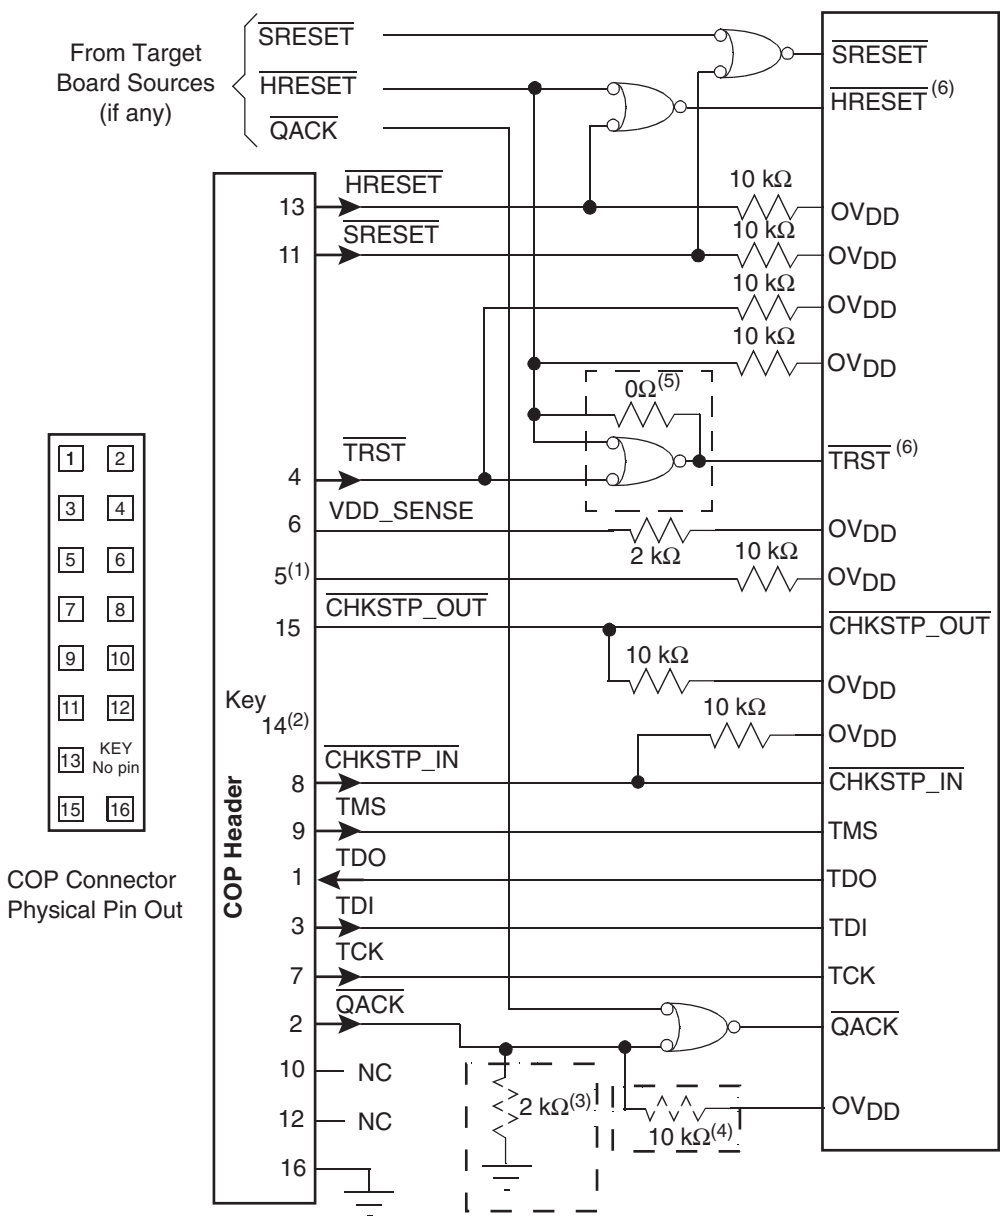 From Target
Board Sources
(if any)
SRESET
HRESET
QACK
SRESET
HRESET (6)
13
HRESET
10 kΩ
OVDD
11
SRESET
10 kΩ
OVDD
10 kΩ
OVDD
10 kΩ
OVDD
0Ω(5)
4
TRST
TRST (6)
6
VDD_SENSE
2 kΩ
OVDD
5(1)
10 kΩ
OVDD
15
CHKSTP_OUT
CHKSTP_OUT
10 kΩ
OVDD
Key
14(2)
10 kΩ
OVDD
8
CHKSTP_IN
CHKSTP_IN
9
TMS
TMS
1
TDO
TDO
3
TDI
TDI
7
TCK
TCK
2
QACK
QACK
10
NC
2 kΩ(3)
10 kΩ(4)
OVDD
12
NC
16
COP Header
1 2
3 4
5 6
7 8
9 10
11 12
13 KEY
No pin
15 16
COP Connector
Physical Pin Out